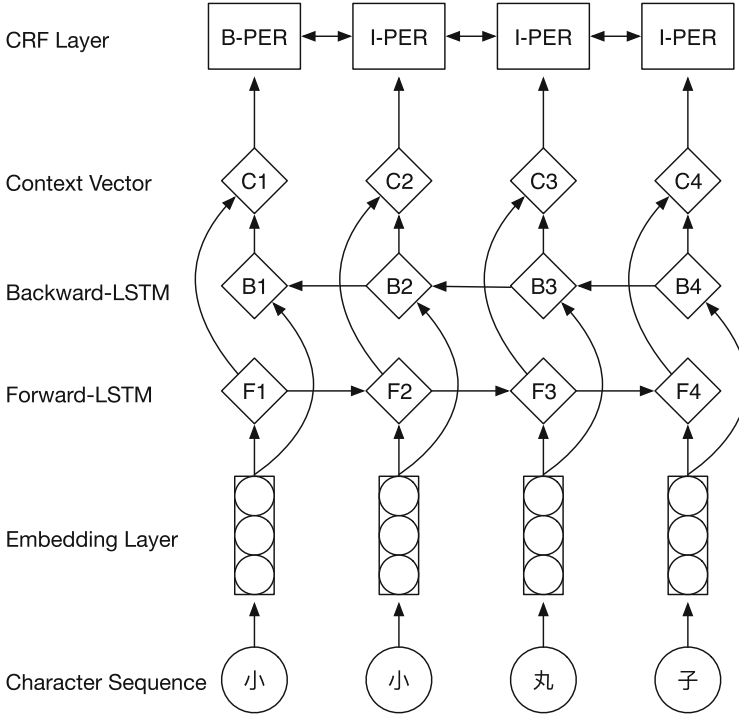 CRF Layer B-PER I-PER I-PER I-PER
Context Vector C1 C2 C3 C4
Backward-LSTM B1 B2 B3 B4
Forward-LSTM F1 F2 F3 F4
Embedding Layer
Character Sequence 小 小 丸 子